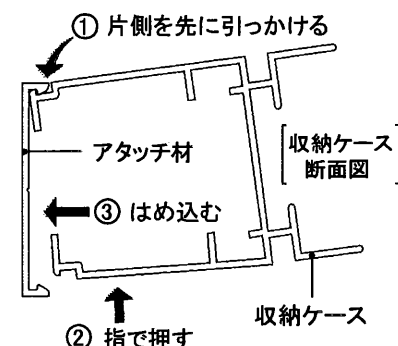 ① 片側を先に引っかける
アタッチ材
収納ケース
断面図
③ はめ込む
収納ケース
② 指で押す